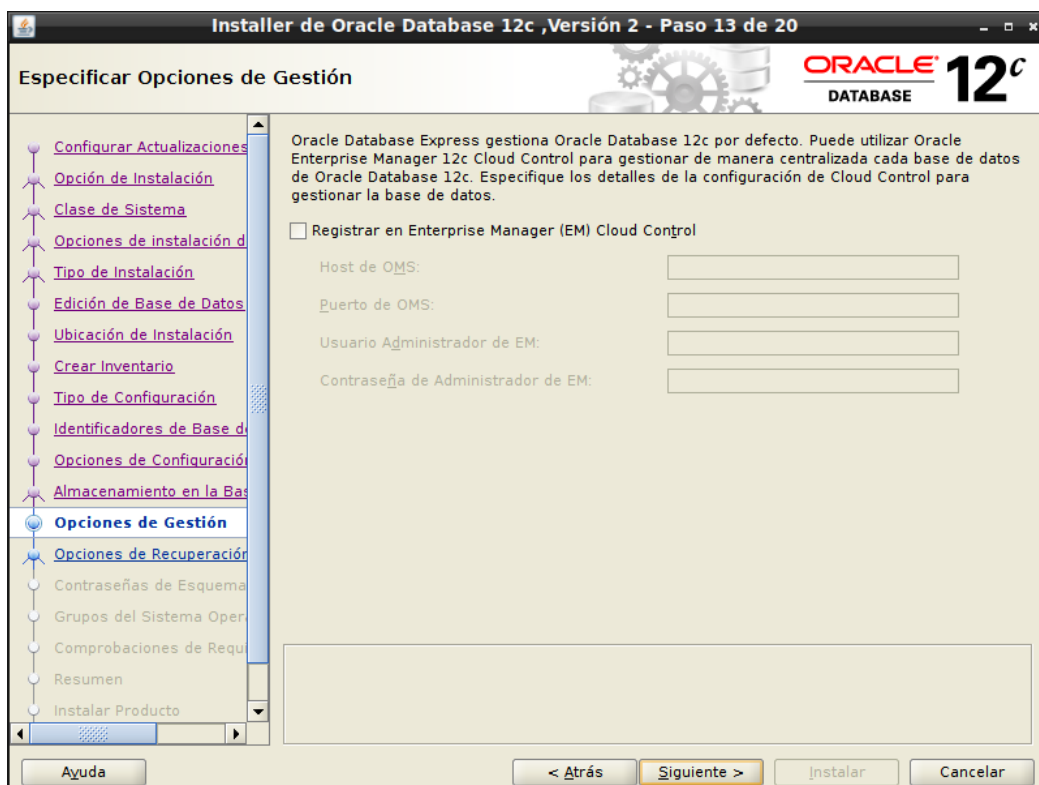 Installer de Oracle Database 12c ,Versión 2 - Paso 13 de 20
Especificar Opciones de Gestión
ORACLE
DATABASE
12c
Configurar Actualizaciones
Opción de Instalación
Clase de Sistema
Opciones de instalación d
Tipo de Instalación
Edición de Base de Datos
Ubicación de Instalación
Crear Inventario
Tipo de Configuración
Identificadores de Base de
Opciones de Configuración
Almacenamiento en la Bas
Opciones de Gestión
Opciones de Recuperación
Contraseñas de Esquema
Grupos del Sistema Opera
Comprobaciones de Requi
Resumen
Instalar Producto
Oracle Database Express gestiona Oracle Database 12c por defecto. Puede utilizar Oracle
Enterprise Manager 12c Cloud Control para gestionar de manera centralizada cada base de datos
de Oracle Database 12c. Especifique los detalles de la configuración de Cloud Control para
gestionar la base de datos.
Registrar en Enterprise Manager (EM) Cloud Control
Host de OMS:
Puerto de OMS:
Usuario Administrador de EM:
Contraseña de Administrador de EM:
Ayuda
< Atrás
Siguiente >
Instalar
Cancelar